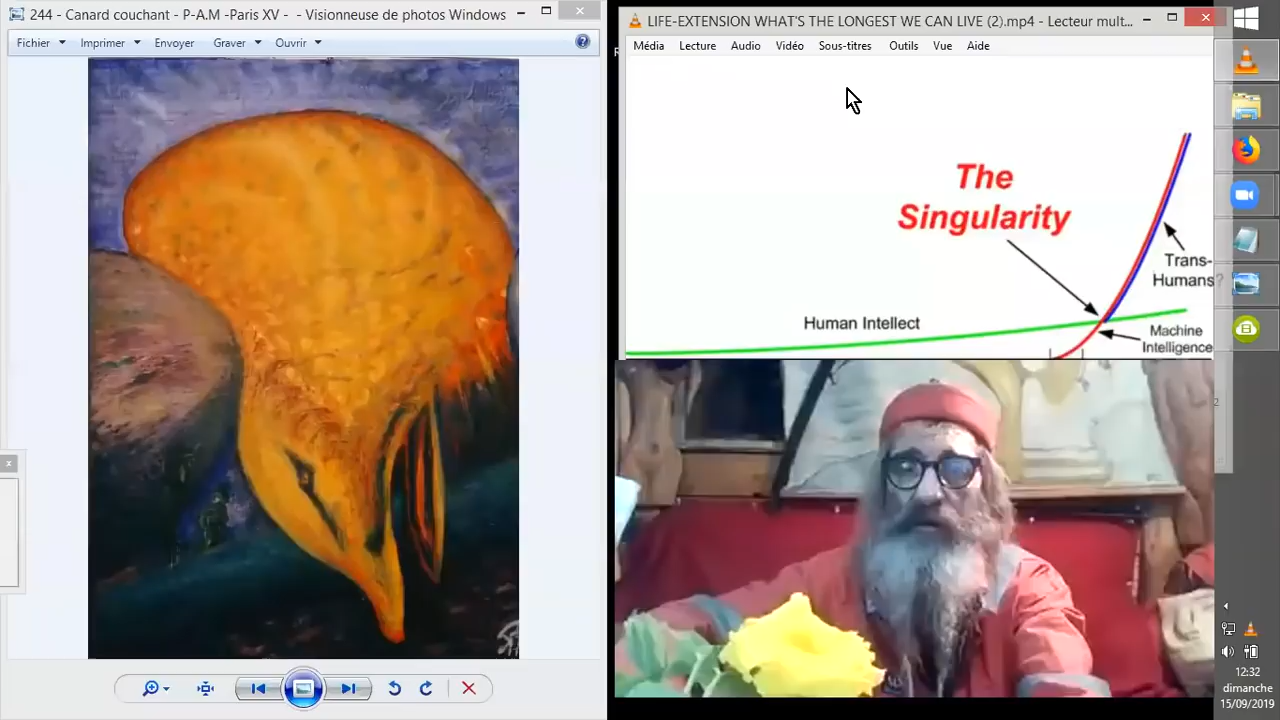 244 - Canard couchant - P-A-M -Paris XV - - Visionneuse de photos Windows
Fichier Imprimer Envoyer Graver Ouvrir
LIFE-EXTENSION WHAT'S THE LONGEST WE CAN LIVE (2).mp4 - Lecteur mult...
Média Lecture Audio Vidéo Sous-titres Outils Vue Aide
The
Singularity
Trans-
Humans?
Human Intellect
Machine
Intelligence
12:32
dimanche
15/09/2019